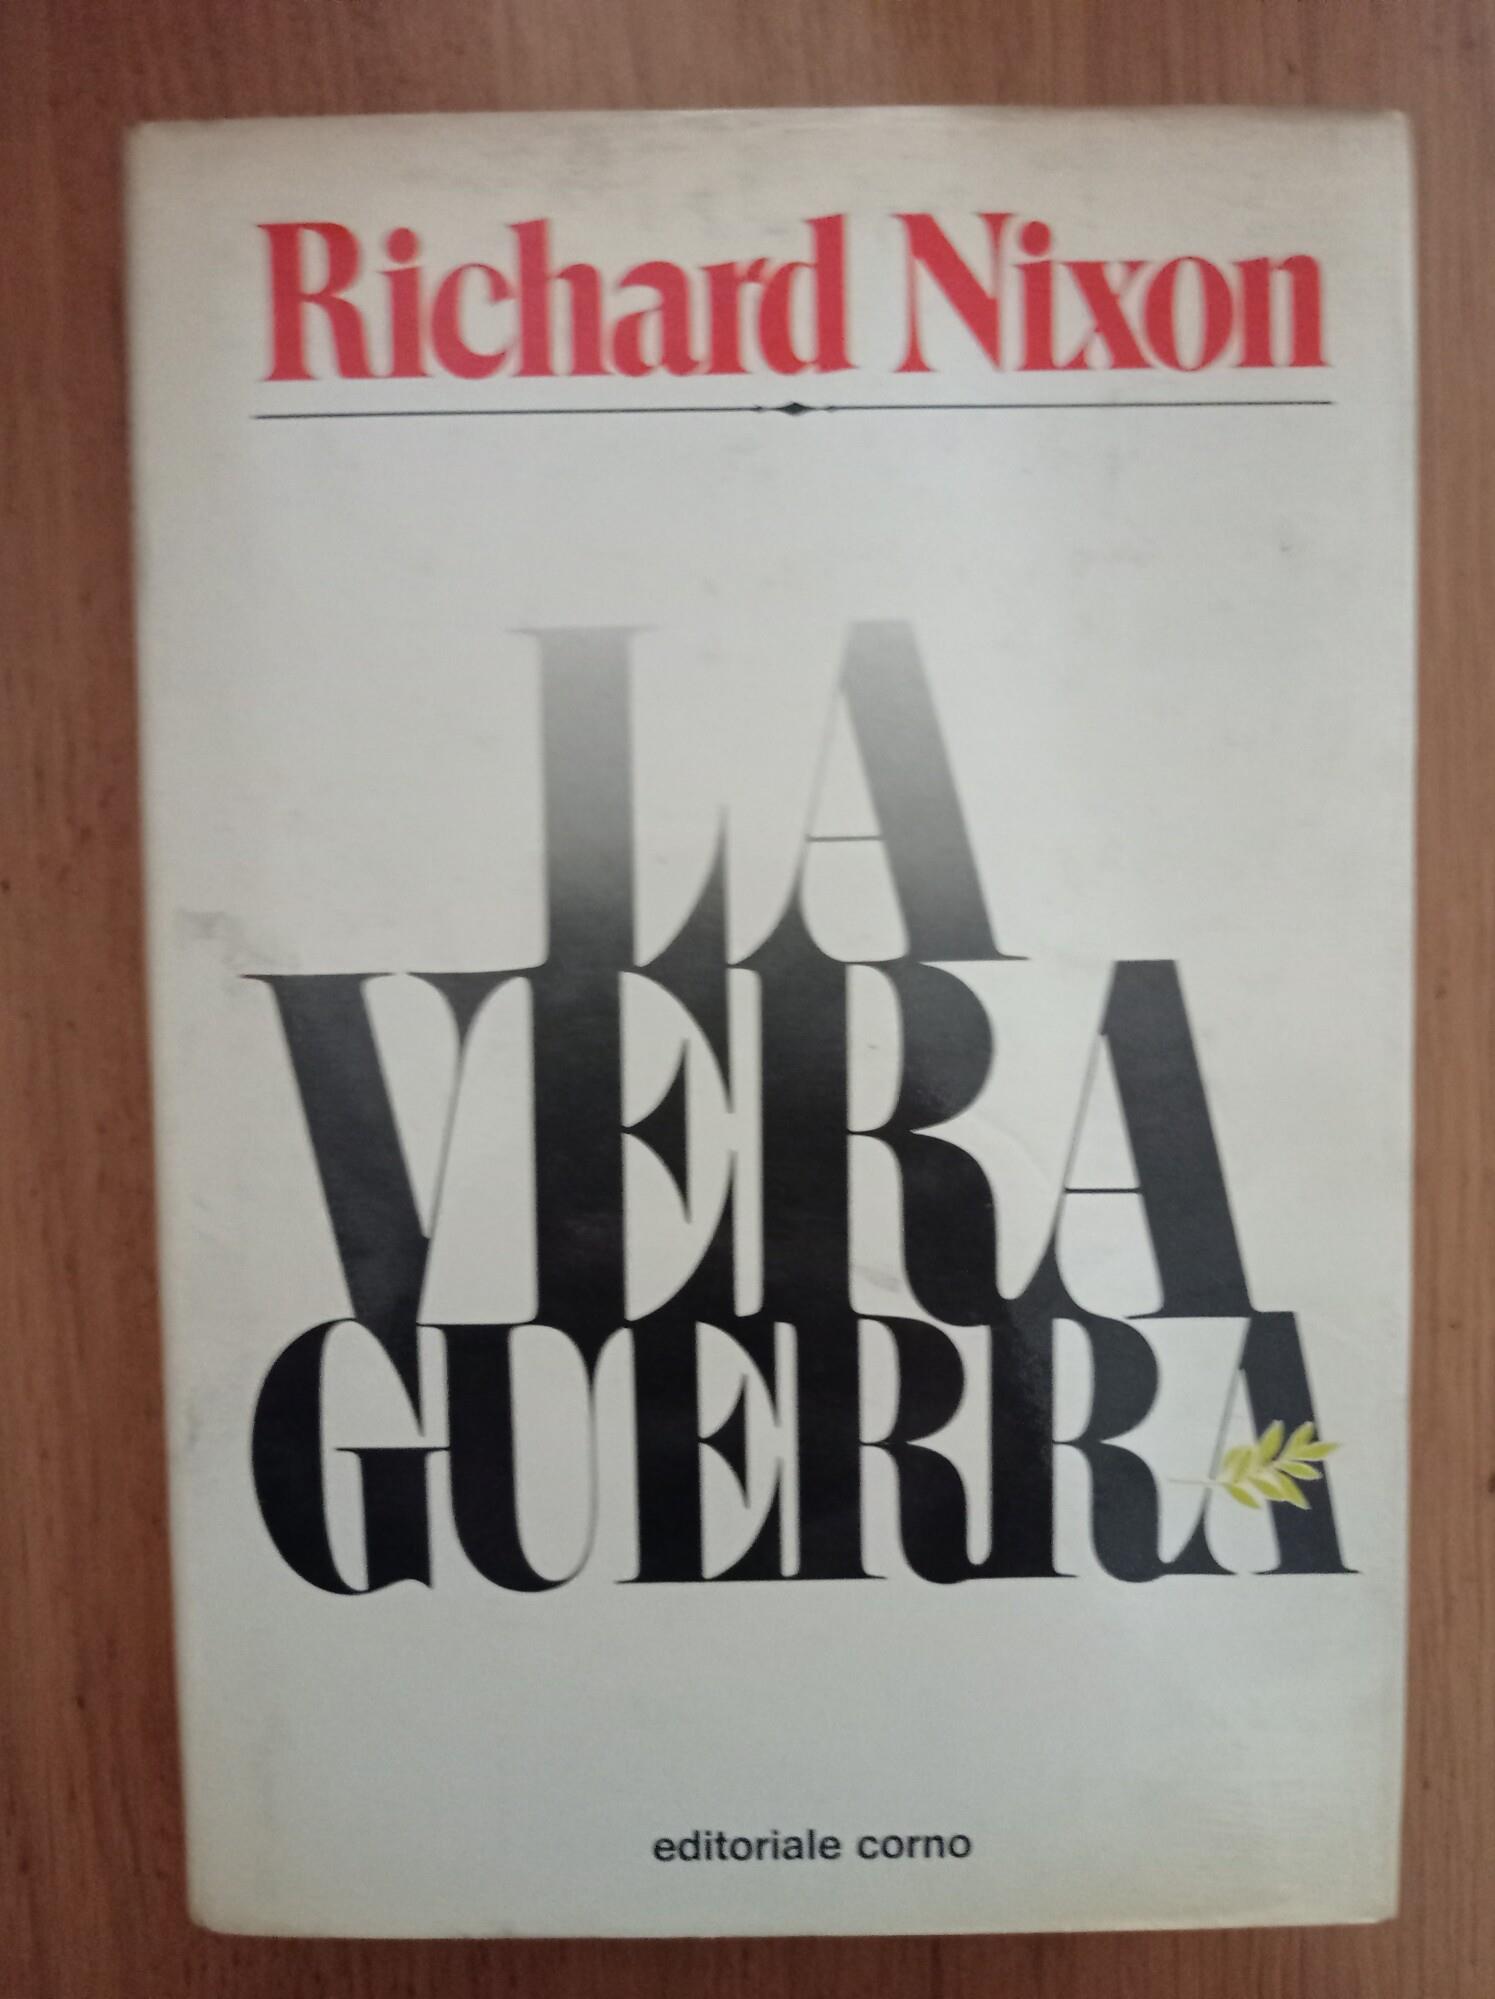 Richard Nixon
LA
VERA
GUERRA
editoriale corno